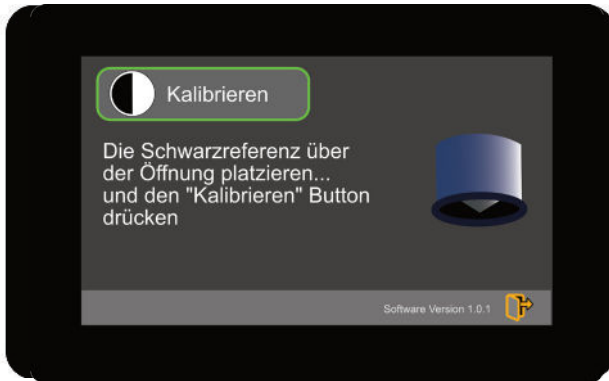 Kalibrieren
Die Schwarzreferenz über
der Öffnung platzieren...
und den "Kalibrieren" Button
drücken
Software Version 1.0.1